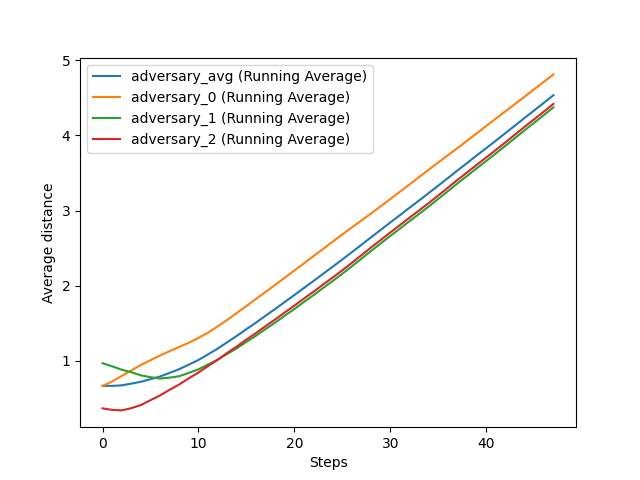 adversary_avg (Running Average)
adversary_0 (Running Average)
adversary_1 (Running Average)
adversary_2 (Running Average)
Average distance
5
4
3
2
1
0 10 20 30 40
Steps